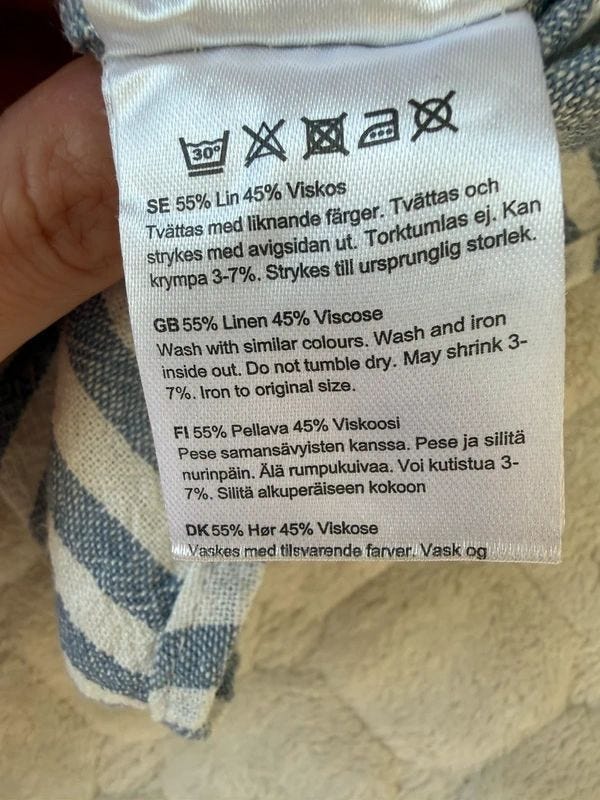 30°
SE 55% Lin 45% Viskos
Tvättas med liknande färger. Tvättas och
strykes med avigsidan ut. Torktumlas ej. Kan
krympa 3-7%. Strykes till ursprunglig storlek.
GB 55% Linen 45% Viscose
Wash with similar colours. Wash and iron
inside out. Do not tumble dry. May shrink 3-
7%. Iron to original size.
FI 55% Pellava 45% Viskoosi
Pese samansävyisten kanssa. Pese ja silitä
nurinpäin. Älä rumpukuivaa. Voi kutistua 3-
7%. Silitä alkuperäiseen kokoon
DK 55% Hør 45% Viskose
Vaskes med tilsvarende farver. Vask og